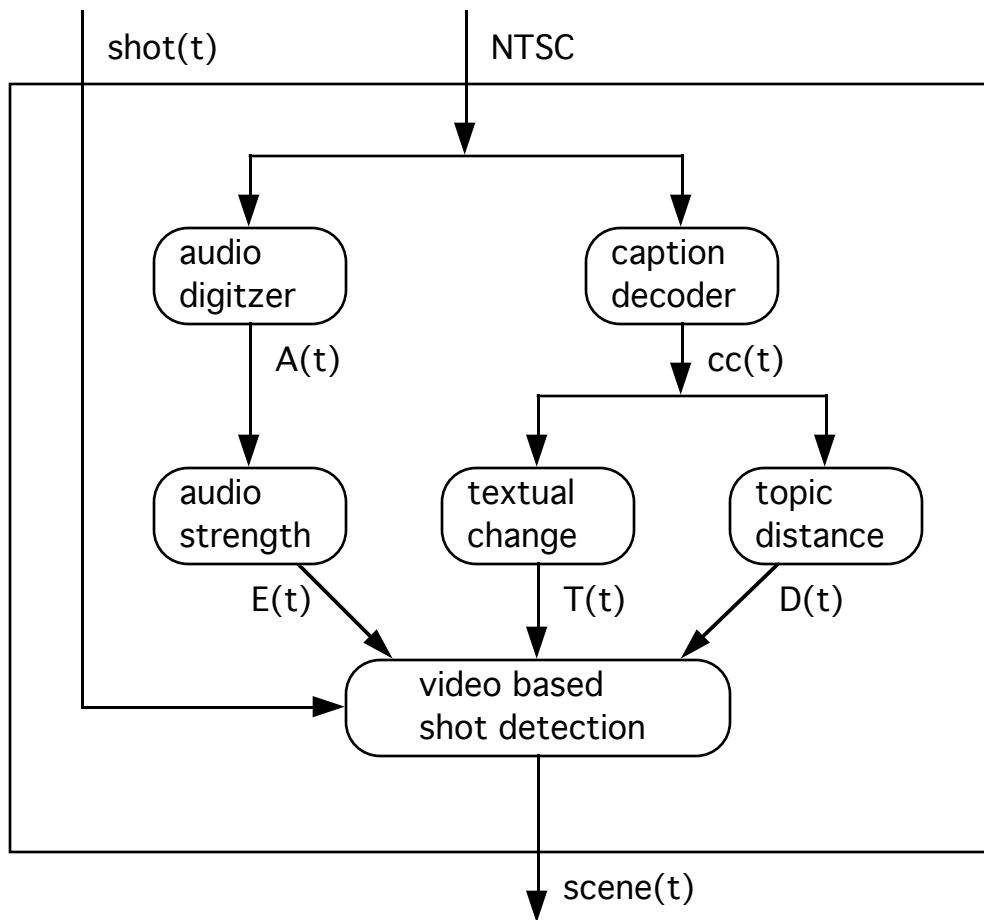 shot(t)
NTSC
audio
digitzer
caption
decoder
A(t)
cc(t)
audio
strength
textual
change
topic
distance
E(t)
T(t)
D(t)
video based
shot detection
scene(t)